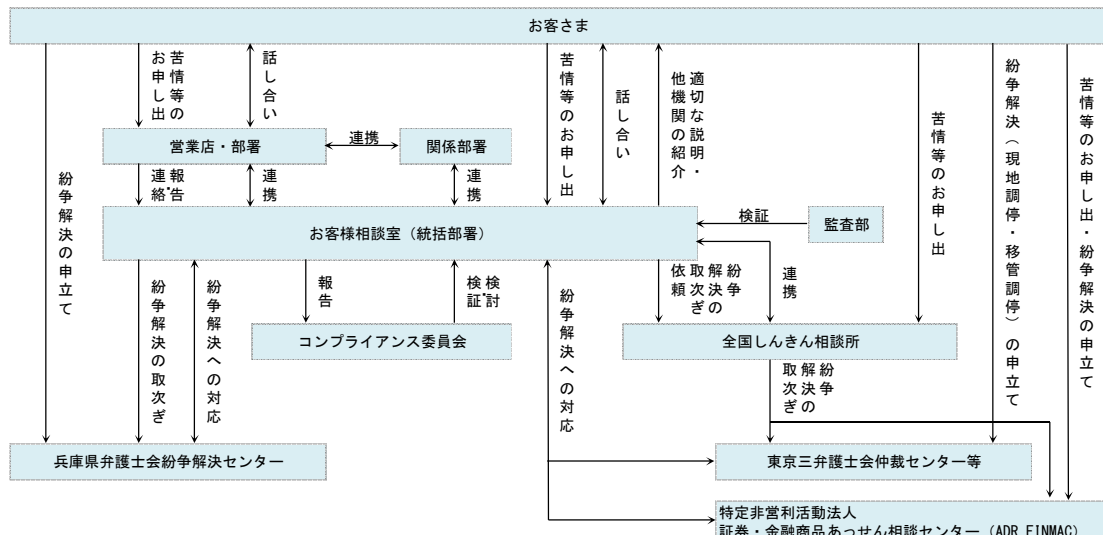 お客さま
苦情等の
お申し出
話し合い
苦情等のお申し出
話し合い
適切な説明・
他機関の紹介
苦情等のお申し出
紛争解決（現地調停・移管調停）の申立て
苦情等のお申し出・紛争解決の申立て
紛争解決の申立て
営業店・部署
連携
関係部署
報告・
連絡
連携
連携
お客様相談室（統括部署）
検証
監査部
紛争解決の取次ぎ
紛争解決への対応
報告
検討・
検証
紛争解決への対応
紛争
解決の
取次ぎ
依頼
連携
コンプライアンス委員会
全国しんきん相談所
紛争
解決の
取次ぎ
兵庫県弁護士会紛争解決センター
東京三弁護士会仲裁センター等
特定非営利活動法人
証券・金融商品あっせん相談センター（ADR FINMAC）